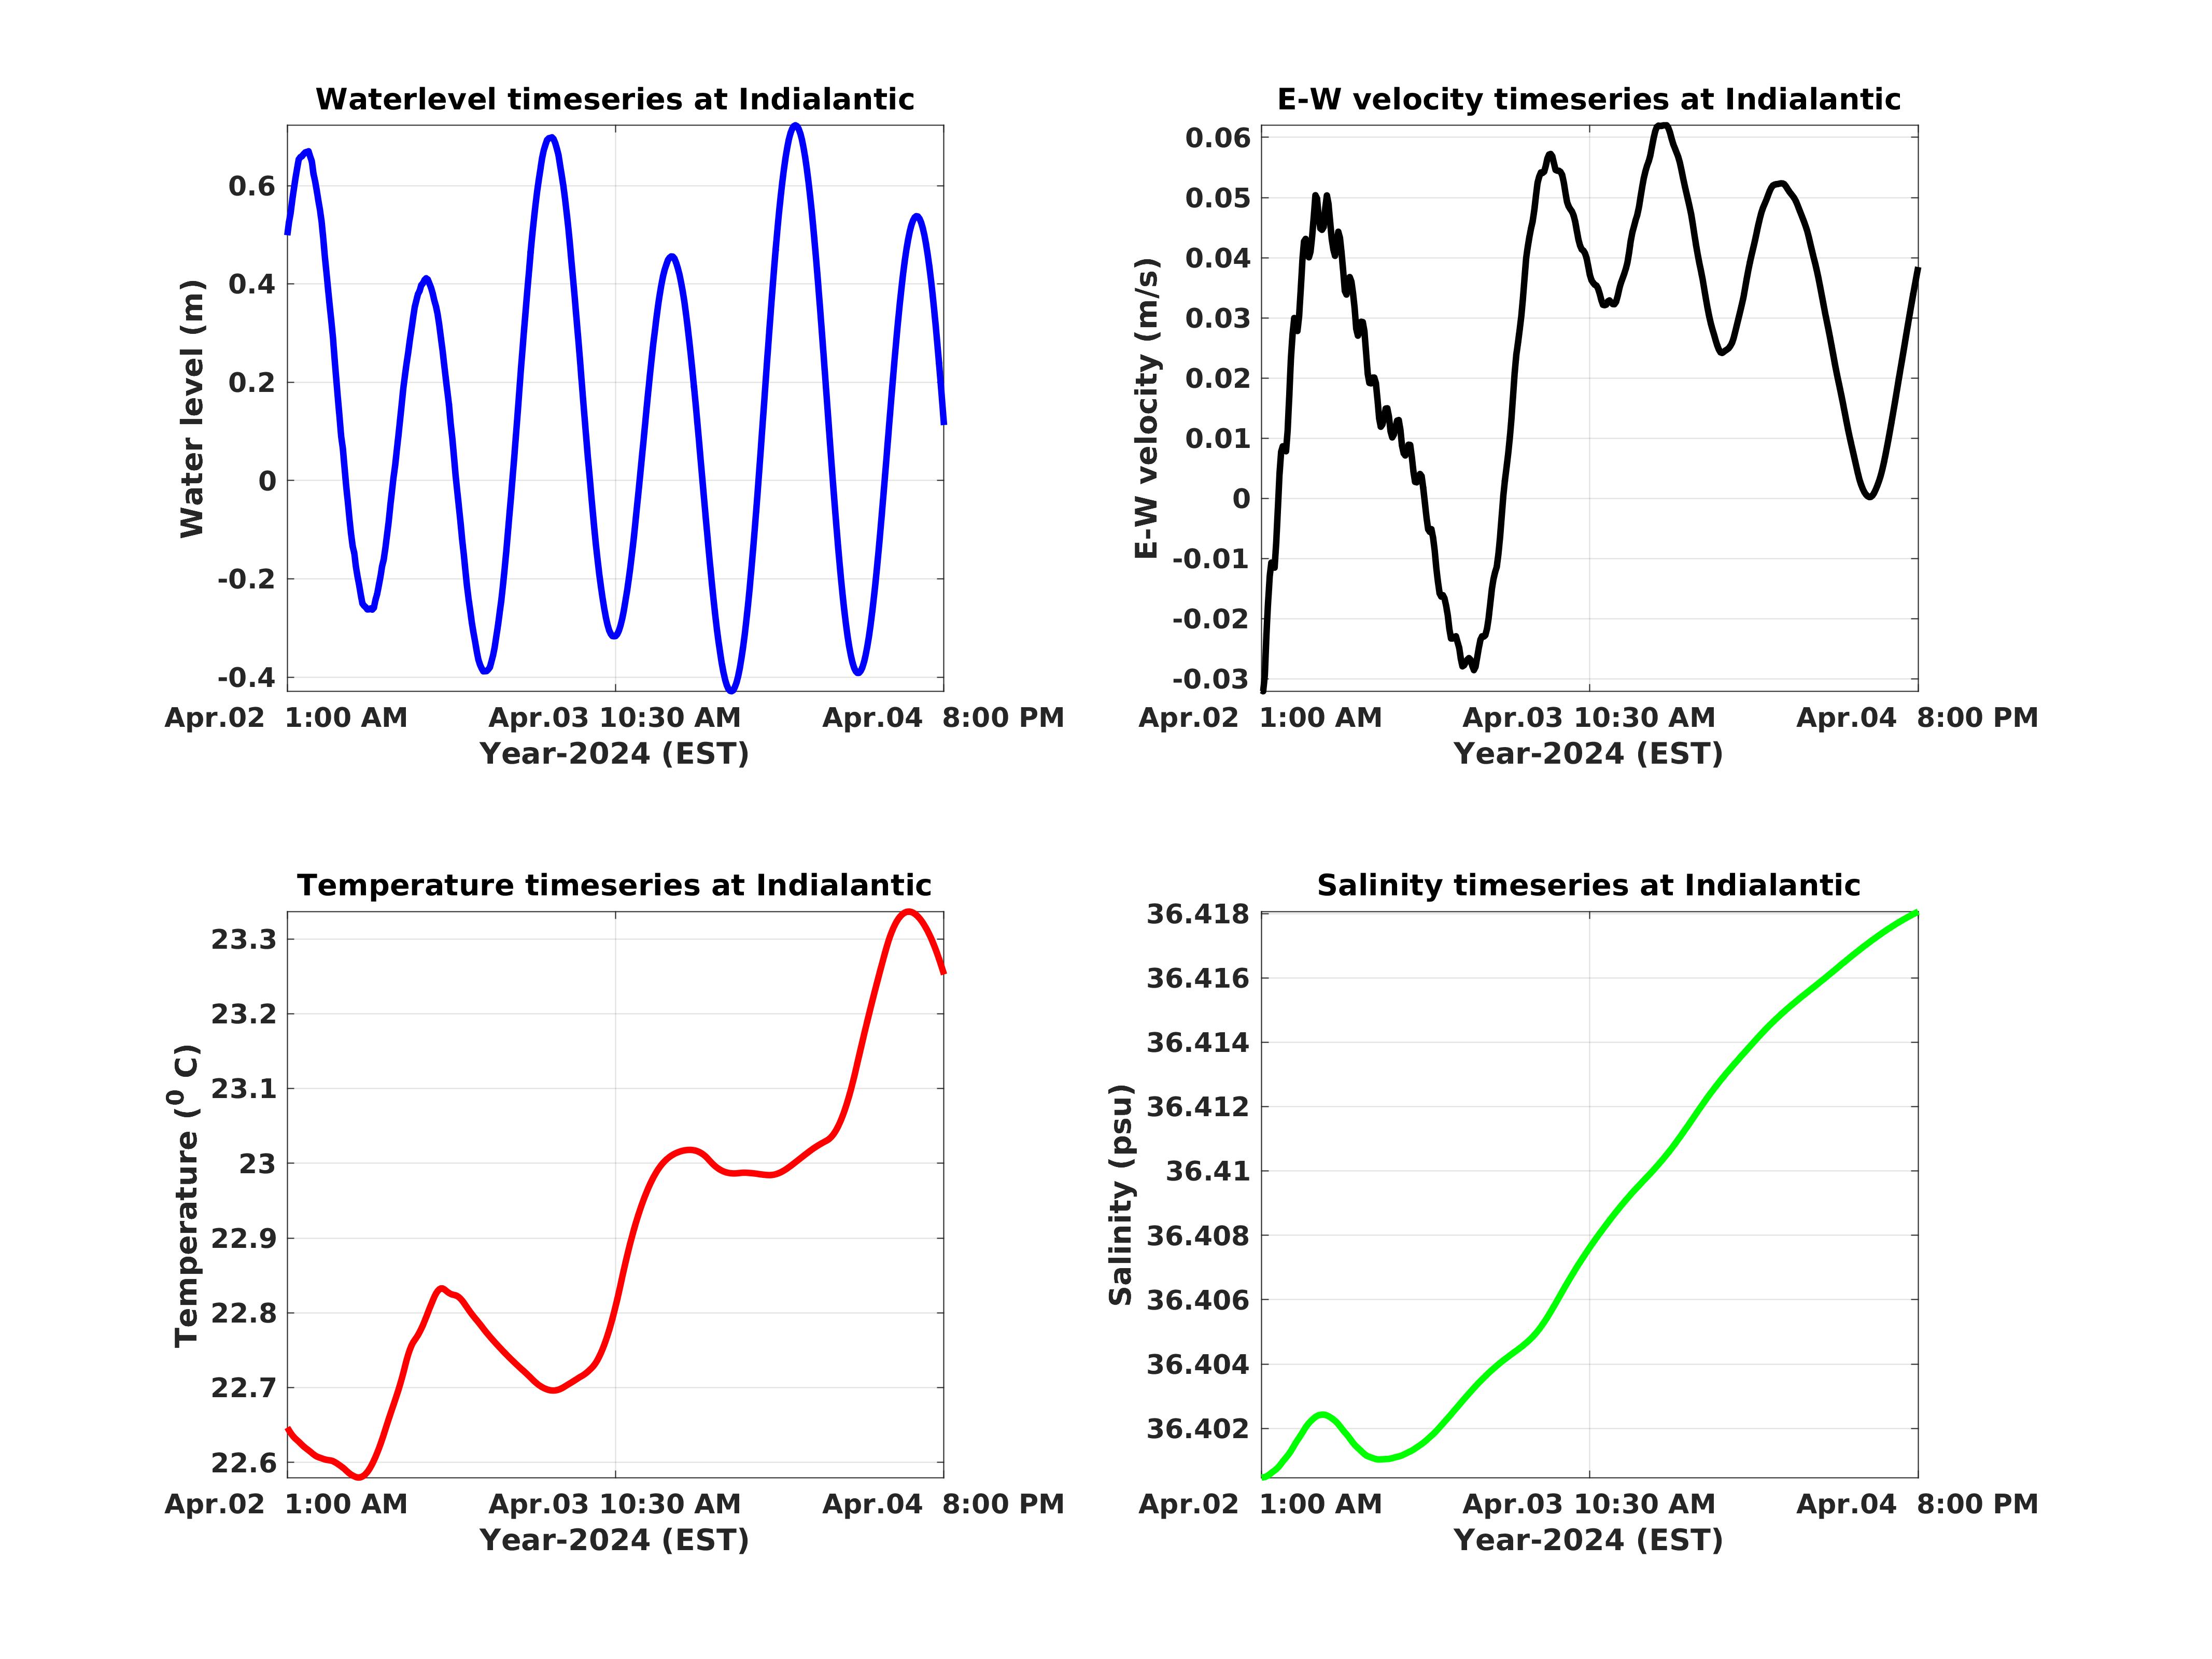 Waterlevel timeseries at Indialantic
Water level (m)
0.6
0.4
0.2
0
-0.2
-0.4
Apr.02 1:00 AM Apr.03 10:30 AM Apr.04 8:00 PM
Year-2024 (EST)
E-W velocity timeseries at Indialantic
E-W velocity (m/s)
0.06
0.05
0.04
0.03
0.02
0.01
0
-0.01
-0.02
-0.03
Apr.02 1:00 AM Apr.03 10:30 AM Apr.04 8:00 PM
Year-2024 (EST)
Temperature timeseries at Indialantic
Temperature (⁰ C)
23.3
23.2
23.1
23
22.9
22.8
22.7
22.6
Apr.02 1:00 AM Apr.03 10:30 AM Apr.04 8:00 PM
Year-2024 (EST)
Salinity timeseries at Indialantic
Salinity (psu)
36.418
36.416
36.414
36.412
36.41
36.408
36.406
36.404
36.402
Apr.02 1:00 AM Apr.03 10:30 AM Apr.04 8:00 PM
Year-2024 (EST)